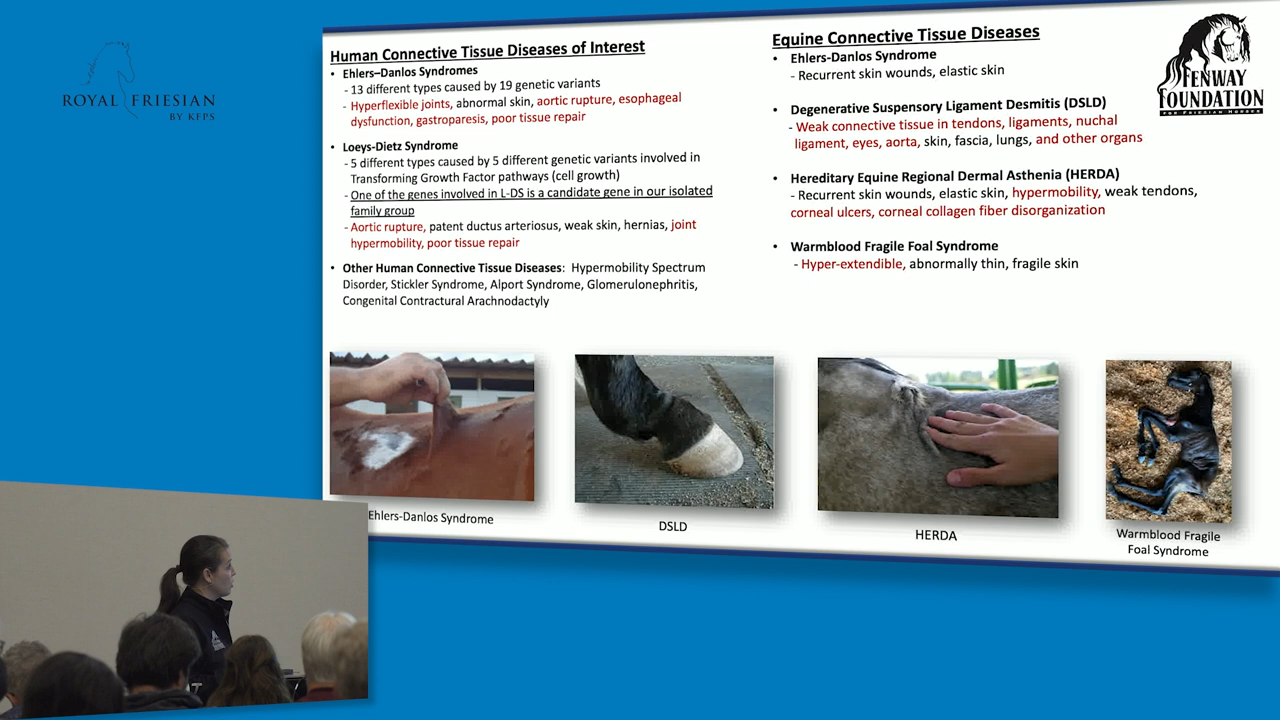 ROYAL FRIESIAN
BY KFPS
Human Connective Tissue Diseases of Interest
• Ehlers–Danlos Syndromes
- 13 different types caused by 19 genetic variants
- Hyperflexible joints, abnormal skin, aortic rupture, esophageal
dysfunction, gastroparesis, poor tissue repair
• Loeys-Dietz Syndrome
- 5 different types caused by 5 different genetic variants involved in
Transforming Growth Factor pathways (cell growth)
- One of the genes involved in L-DS is a candidate gene in our isolated
family group
- Aortic rupture, patent ductus arteriosus, weak skin, hernias, joint
hypermobility, poor tissue repair
• Other Human Connective Tissue Diseases: Hypermobility Spectrum
Disorder, Stickler Syndrome, Alport Syndrome, Glomerulonephritis,
Congenital Contractural Arachnodactyly
Equine Connective Tissue Diseases
• Ehlers-Danlos Syndrome
- Recurrent skin wounds, elastic skin
• Degenerative Suspensory Ligament Desmitis (DSLD)
- Weak connective tissue in tendons, ligaments, nuchal
ligament, eyes, aorta, skin, fascia, lungs, and other organs
• Hereditary Equine Regional Dermal Asthenia (HERDA)
- Recurrent skin wounds, elastic skin, hypermobility, weak tendons,
corneal ulcers, corneal collagen fiber disorganization
• Warmblood Fragile Foal Syndrome
- Hyper-extendible, abnormally thin, fragile skin
FENWAY
FOUNDATION
FOR FRIESIAN HORSES
Ehlers-Danlos Syndrome
DSLD
HERDA
Warmblood Fragile
Foal Syndrome